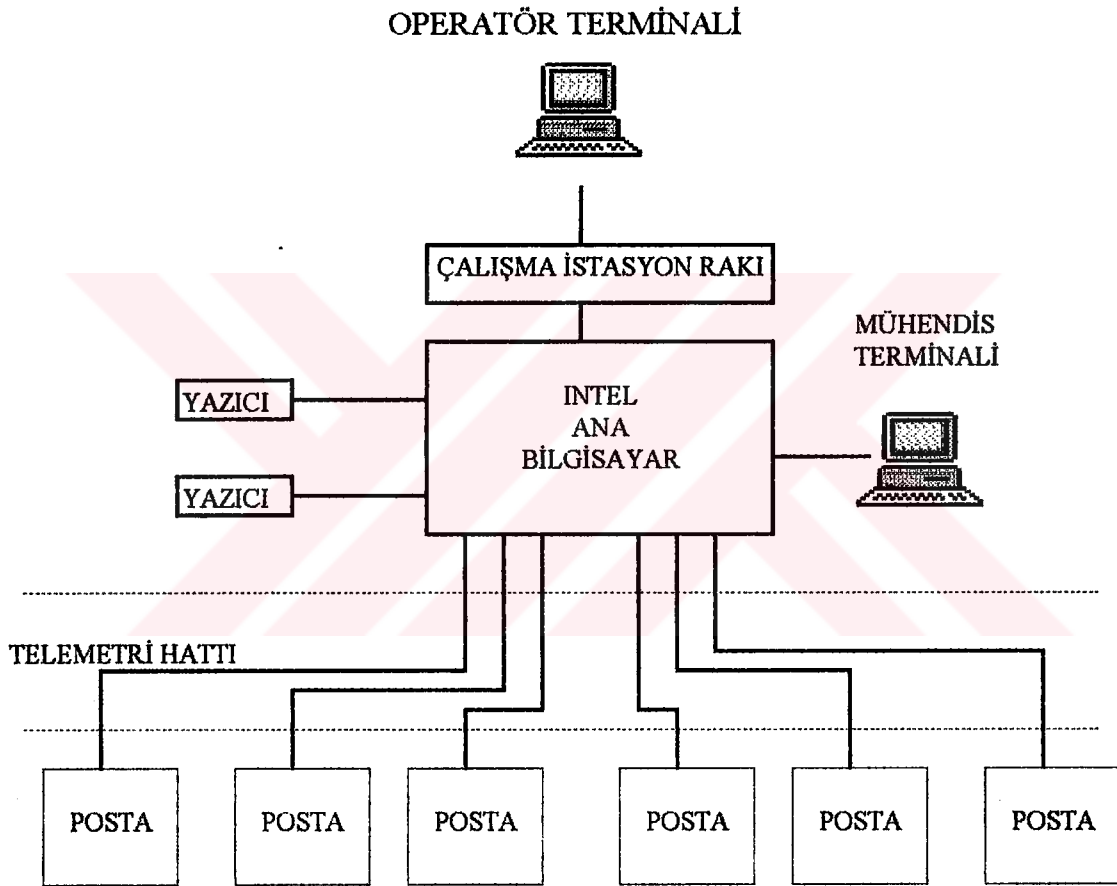 OPERATÖR TERMİNALİ
ÇALIŞMA İSTASYON RAKI
MÜHENDİS
TERMİNALİ
YAZICI
INTEL
ANA
BİLGİSAYAR
YAZICI
TELEMETRİ HATTI
POSTA
POSTA
POSTA
POSTA
POSTA
POSTA